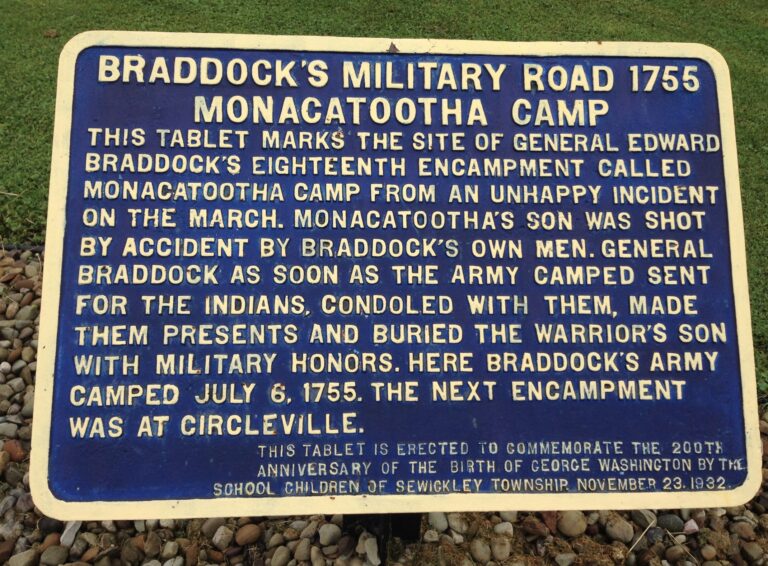 BRADDOCK'S MILITARY ROAD 1755
MONACATOOTHA CAMP
THIS TABLET MARKS THE SITE OF GENERAL EDWARD
BRADDOCK'S EIGHTEENTH ENCAMPMENT CALLED
MONACATOOTHA CAMP FROM AN UNHAPPY INCIDENT
ON THE MARCH. MONACATOOTHA'S SON WAS SHOT
BY ACCIDENT BY BRADDOCK'S OWN MEN. GENERAL
BRADDOCK AS SOON AS THE ARMY CAMPED SENT
FOR THE INDIANS, CONDOLED WITH THEM, MADE
THEM PRESENTS AND BURIED THE WARRIOR'S SON
WITH MILITARY HONORS. HERE BRADDOCK'S ARMY
CAMPED JULY 6, 1755. THE NEXT ENCAMPMENT
WAS AT CIRCLEVILLE.
THIS TABLET IS ERECTED TO COMMEMORATE THE 200TH
ANNIVERSARY OF THE BIRTH OF GEORGE WASHINGTON BY THE
SCHOOL CHILDREN OF SEWICKLEY TOWNSHIP NOVEMBER 23, 1932.